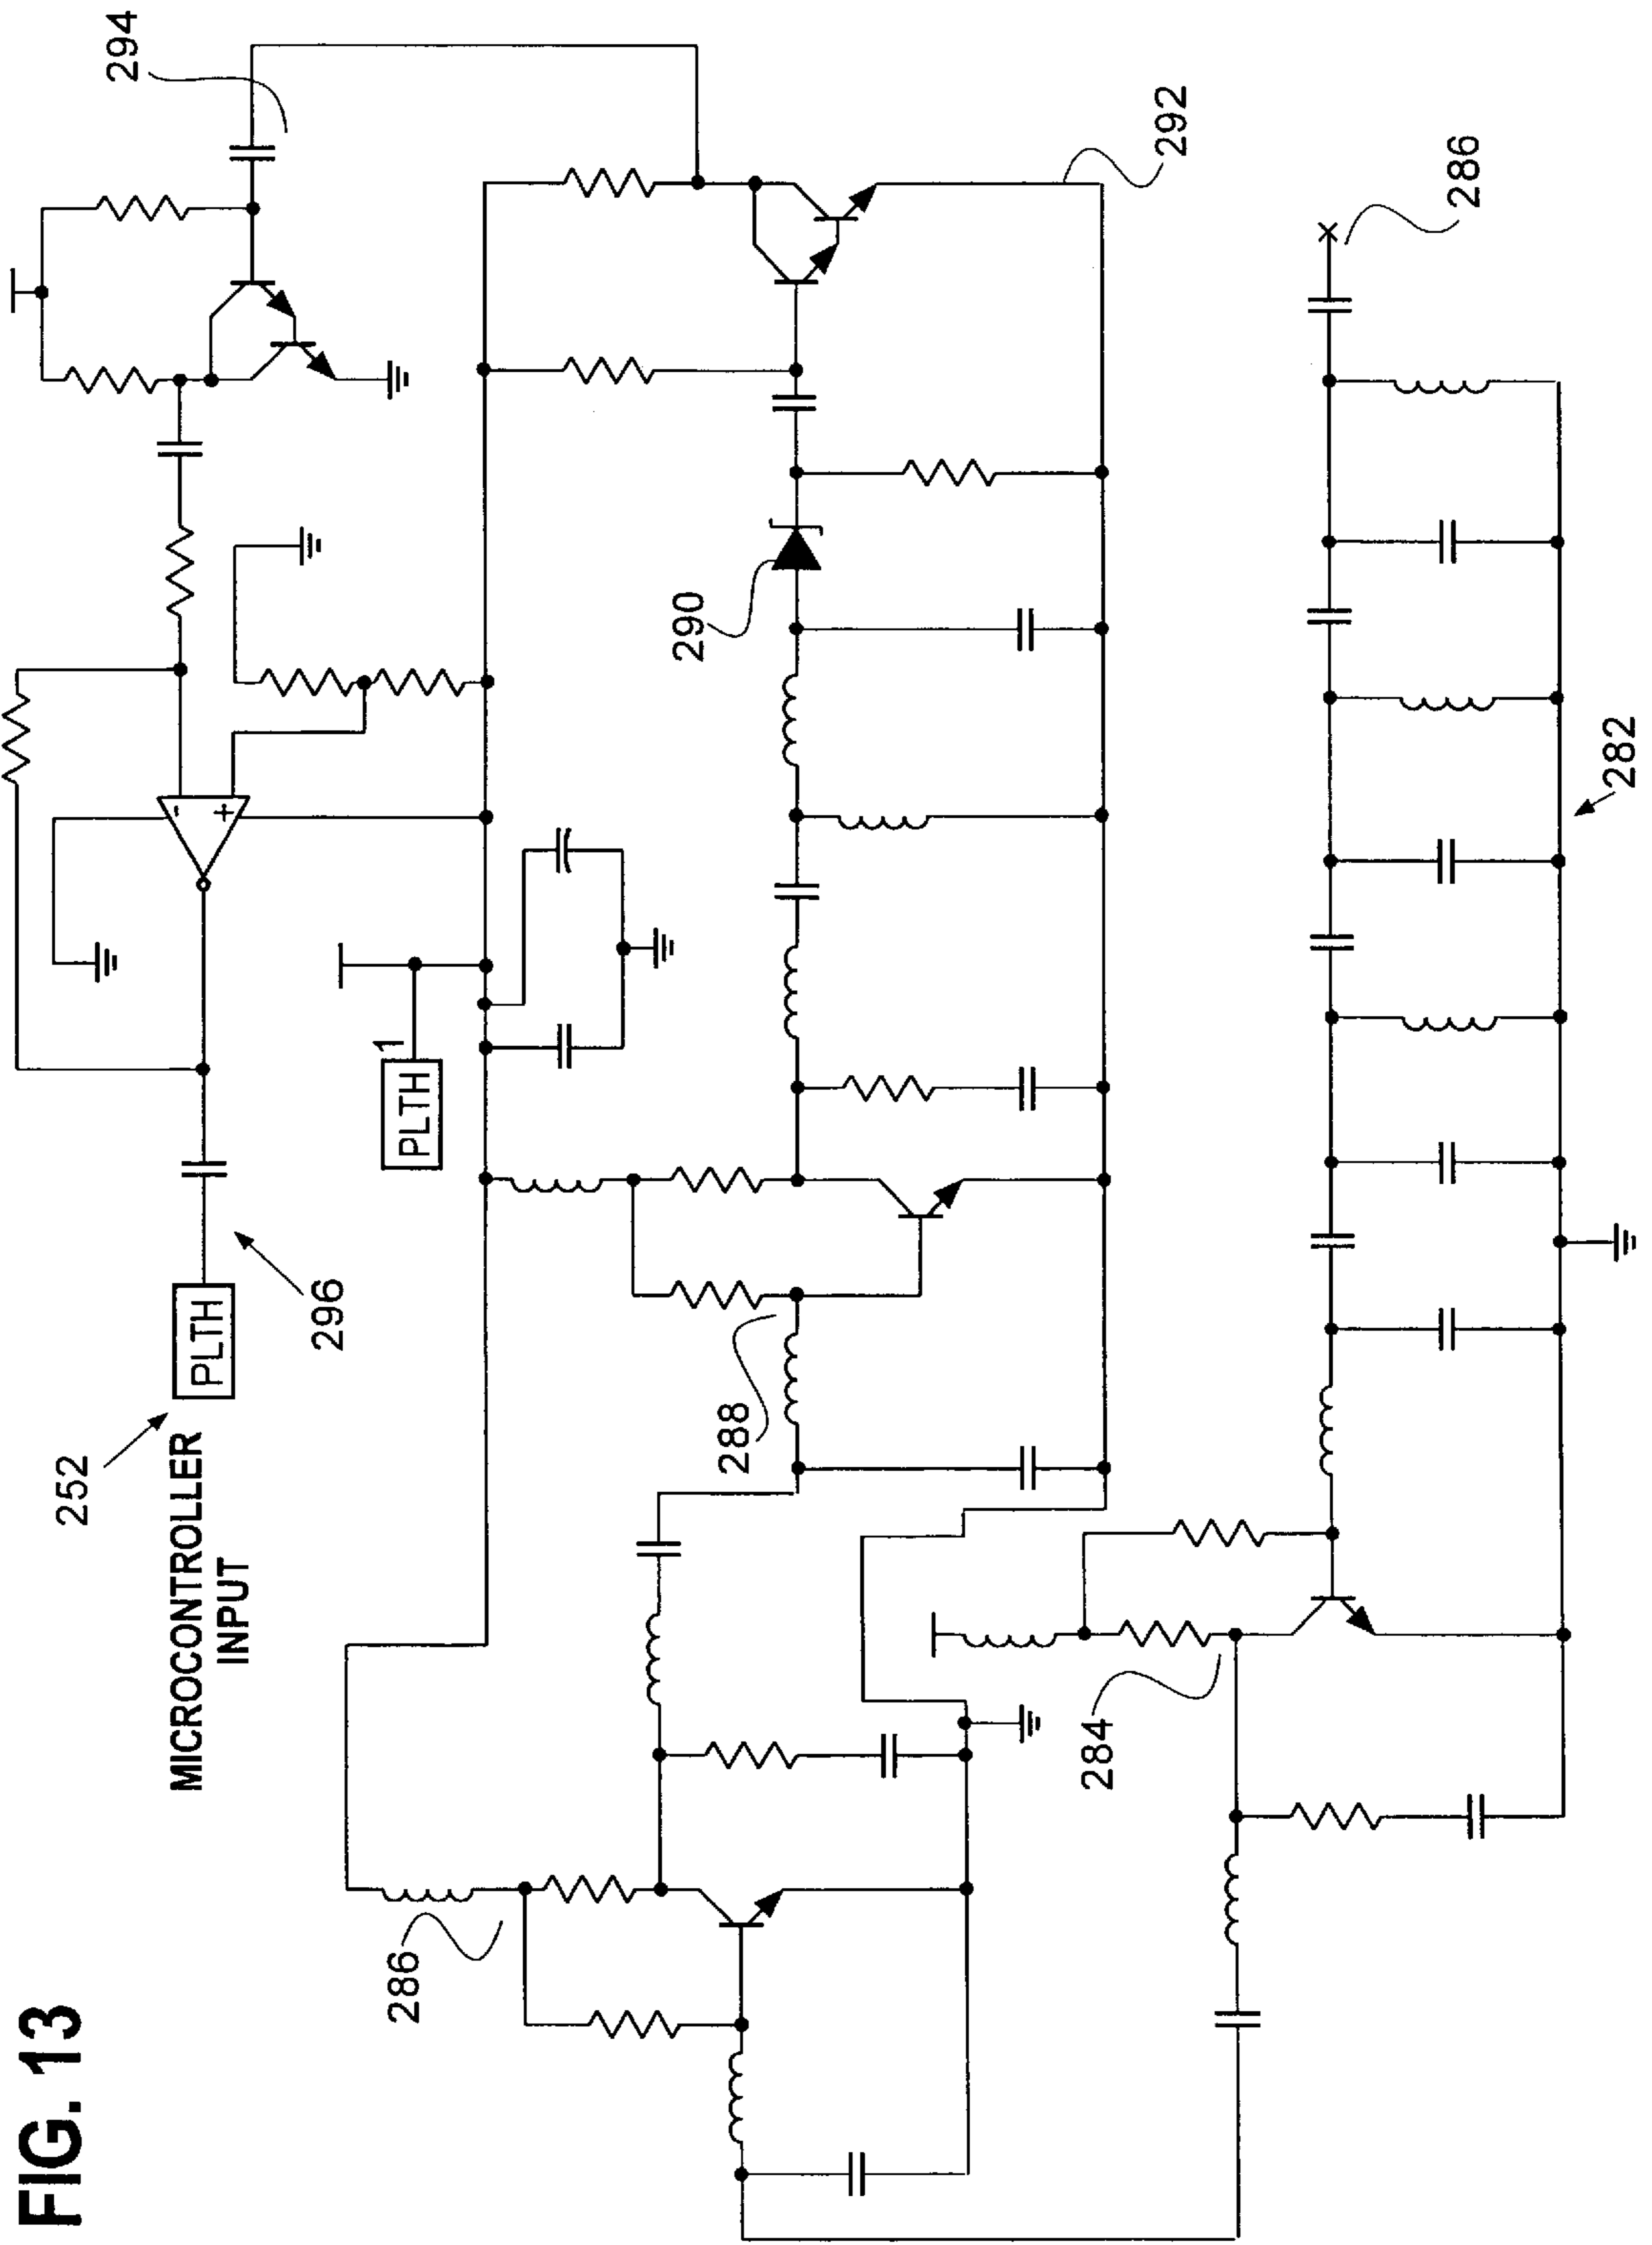 FIG. 13
294
252
MICROCONTROLLER
INPUT
PLTH
296
-
+
PLTH
1
286
290
288
292
284
286
282